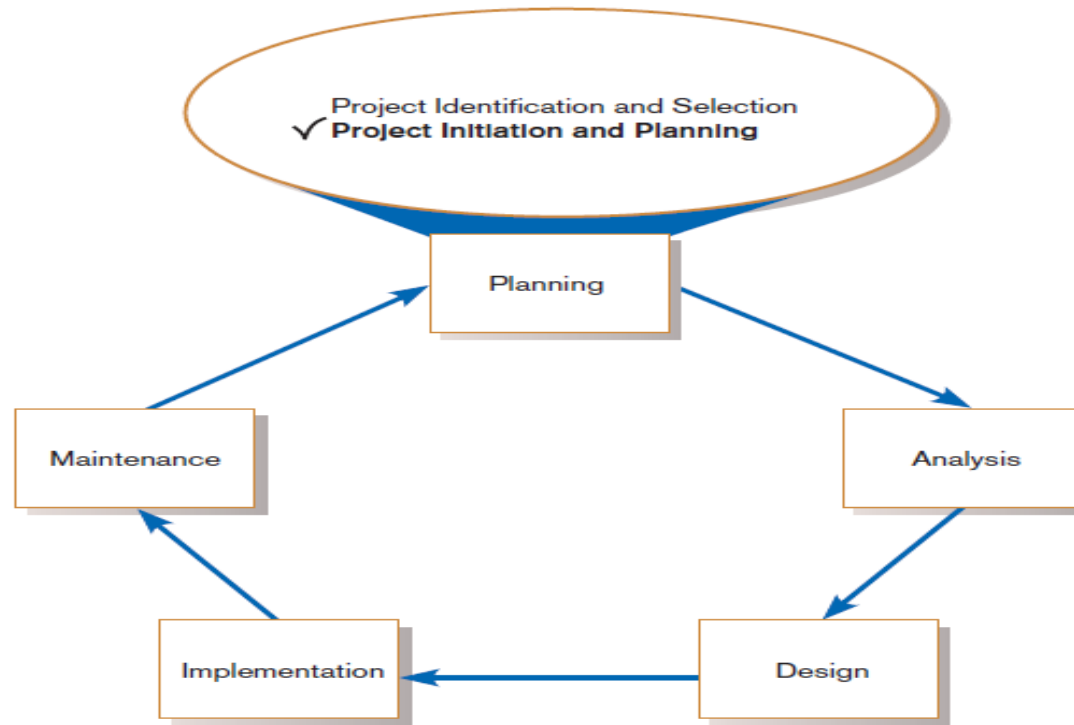 Project Identification and Selection
✓ Project Initiation and Planning
Planning
Maintenance
Analysis
Implementation
Design